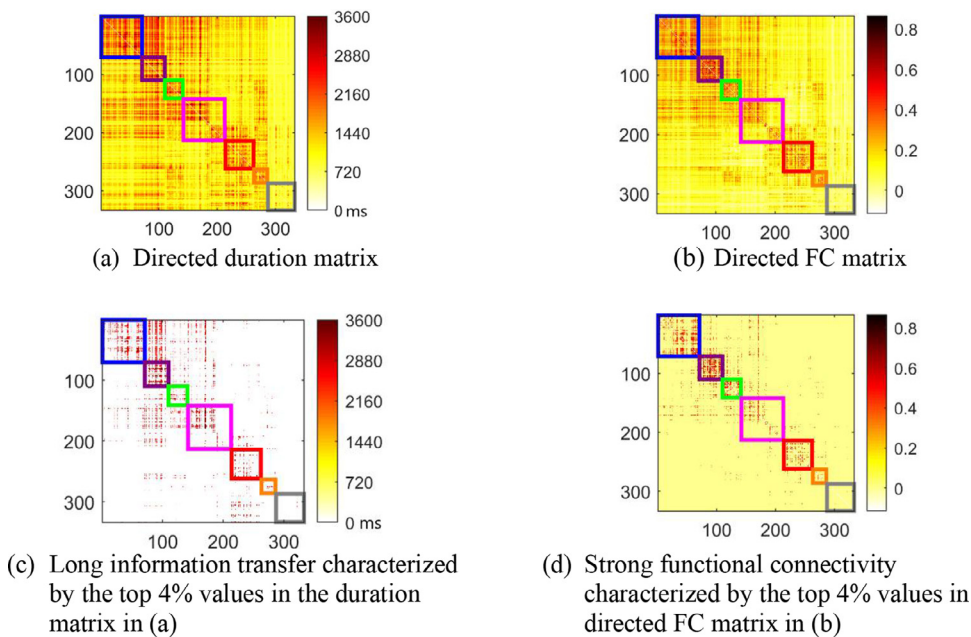 100
200
300
100 200 300
3600
2880
2160
1440
720
0 ms
(a) Directed duration matrix
100
200
300
100 200 300
0.8
0.6
0.4
0.2
0
(b) Directed FC matrix
100
200
300
100 200 300
3600
2880
2160
1440
720
0 ms
(c) Long information transfer characterized
by the top 4% values in the duration
matrix in (a)
100
200
300
100 200 300
0.8
0.6
0.4
0.2
0
(d) Strong functional connectivity
characterized by the top 4% values in
directed FC matrix in (b)